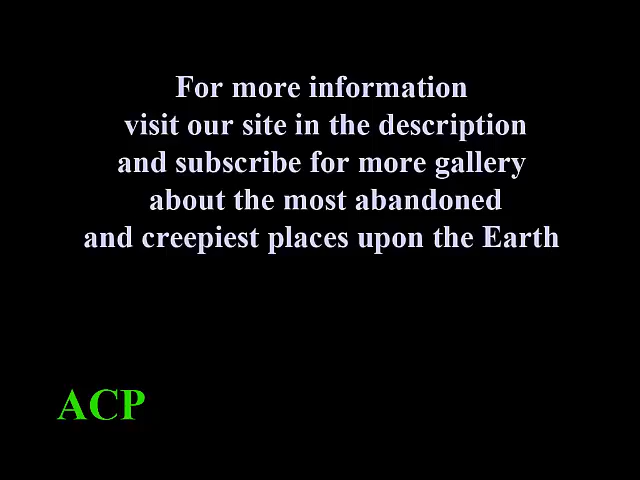 For more information
visit our site in the description
and subscribe for more gallery
about the most abandoned
and creepiest places upon the Earth
ACP